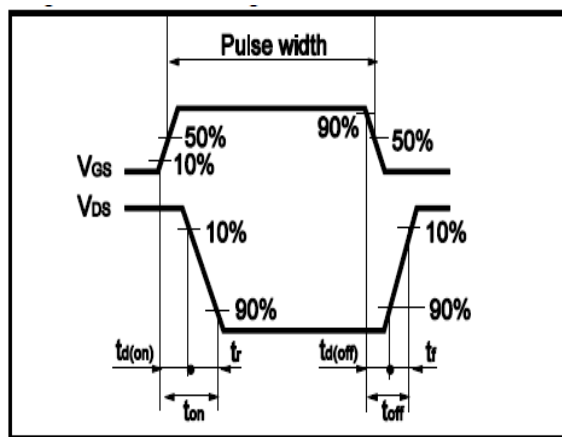 Pulse width
90%
50%
50%
10%
VGS
VDS
10%
10%
90%
90%
td(on)
tr
td(off)
tf
ton
toff